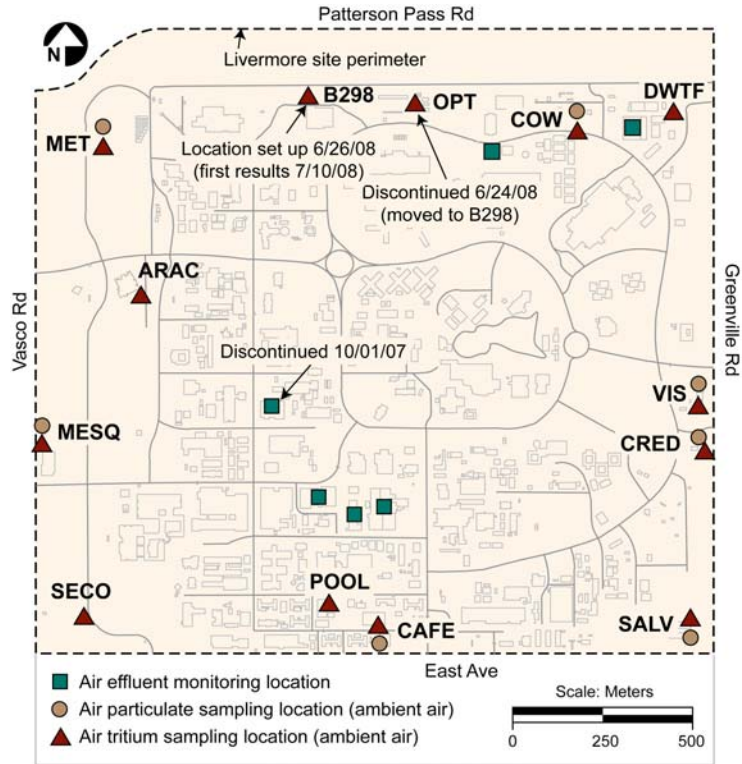 Patterson Pass Rd
N
Livermore site perimeter
B298
OPT
DWTF
COW
MET
Location set up 6/26/08
(first results 7/10/08)
Discontinued 6/24/08
(moved to B298)
ARAC
Vasco Rd
Greenville Rd
Discontinued 10/01/07
VIS
MESQ
CRED
SECO
POOL
CAFE
SALV
East Ave
Air effluent monitoring location
Air particulate sampling location (ambient air)
Air tritium sampling location (ambient air)
Scale: Meters
0 250 500